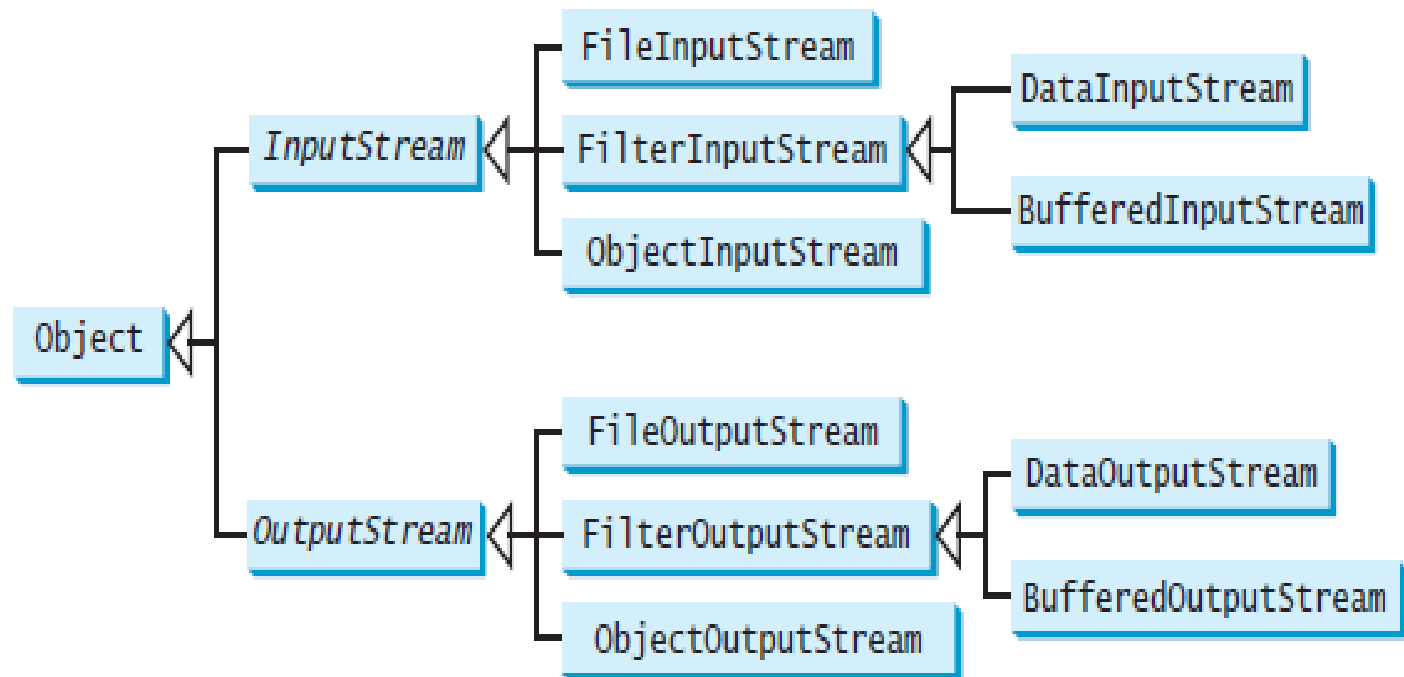 FileInputStream
DataInputStream
InputStream
FilterInputStream
BufferedInputStream
ObjectInputStream
Object
FileOutputStream
DataOutputStream
OutputStream
FilterOutputStream
BufferedOutputStream
ObjectOutputStream